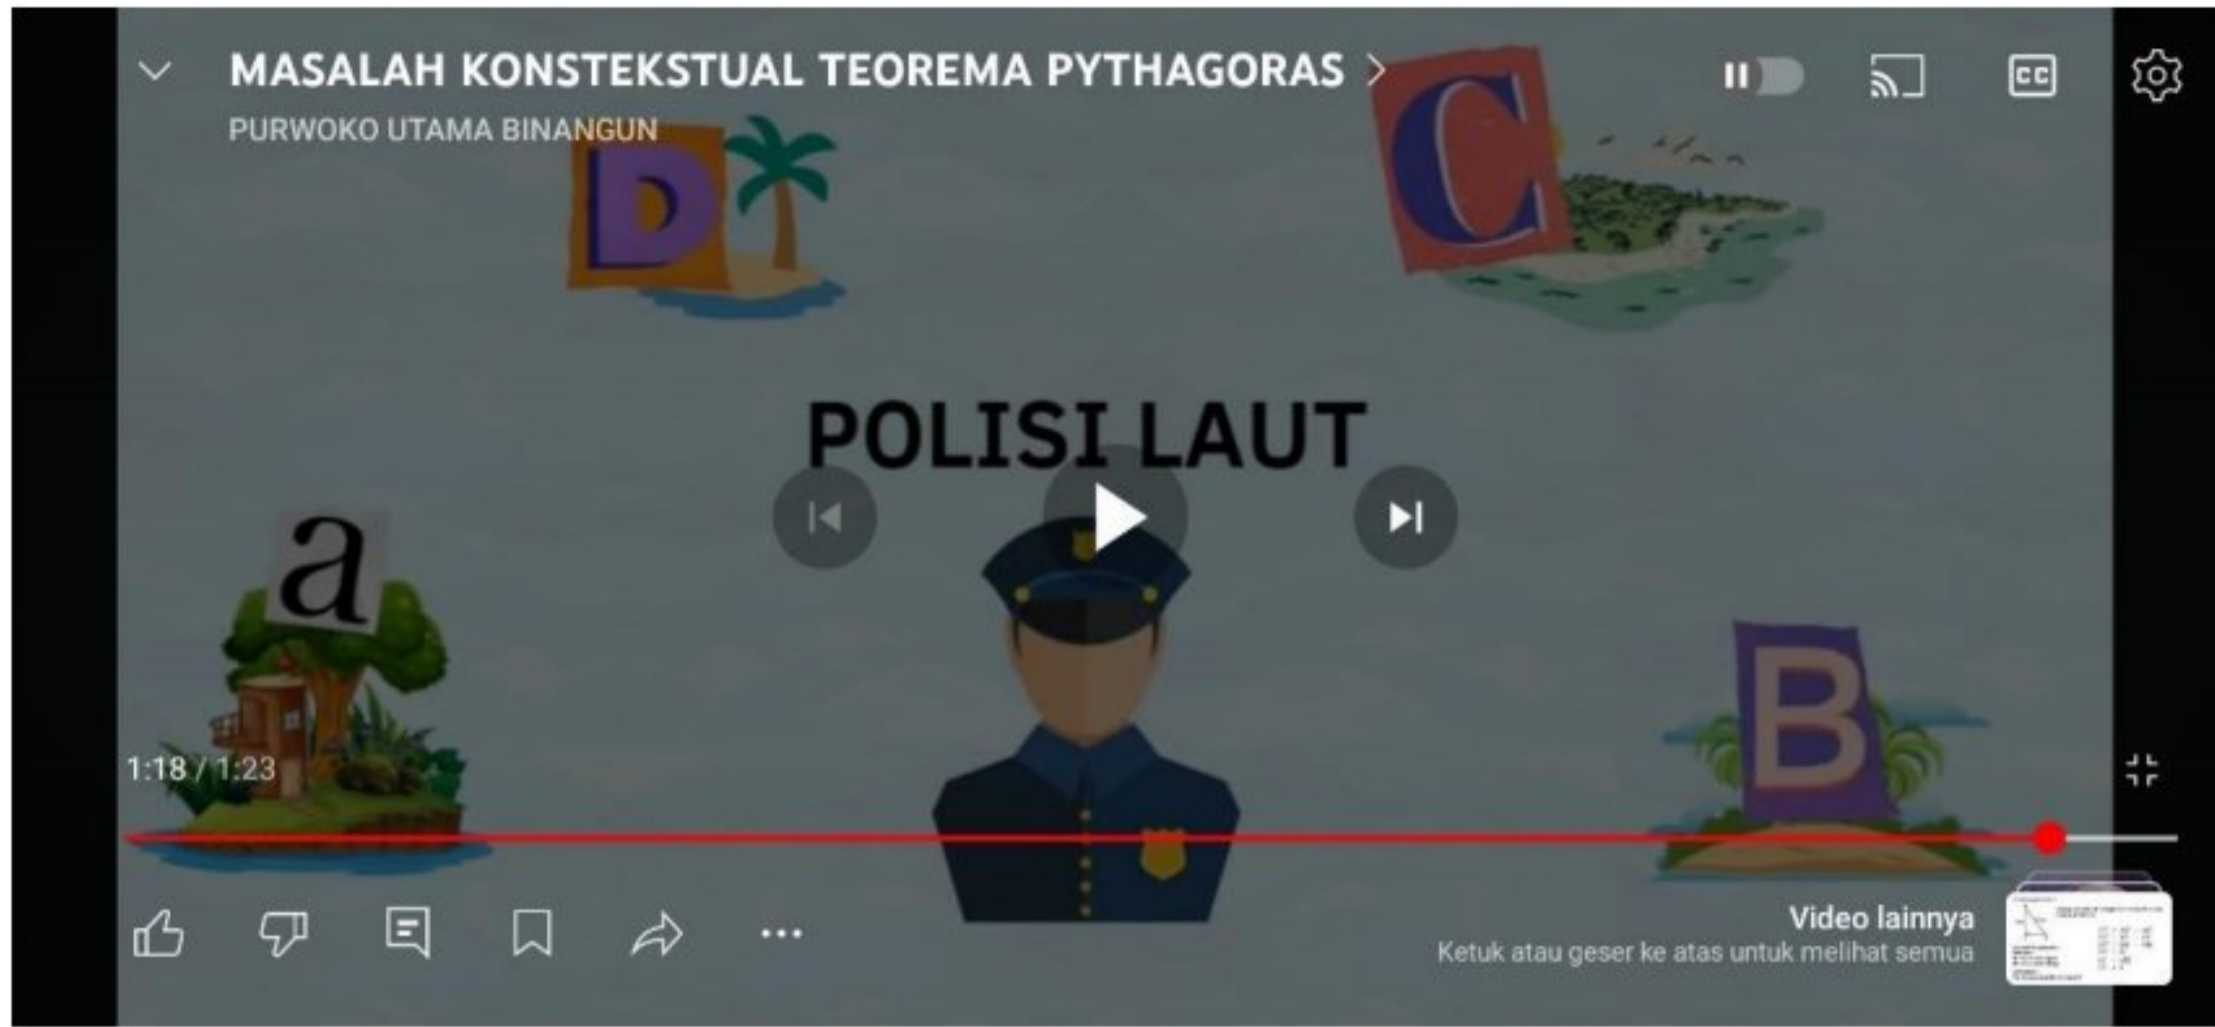 MASALAH KONSTEKSTUAL TEOREMA PYTHAGORAS
PURWOKO UTAMA BINANGUN
CC
D
C
POLISI LAUT
a
B
1:18 / 1:23
Video lainnya
Ketuk atau geser ke atas untuk melihat semua